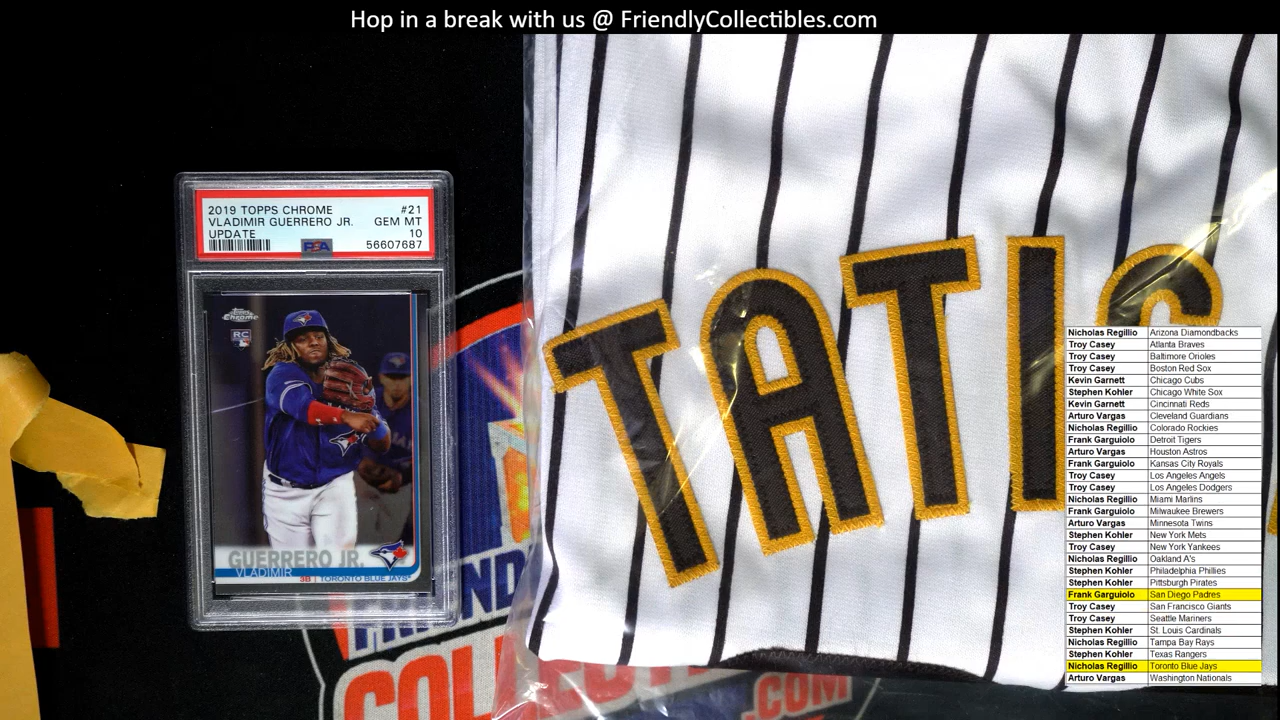 Hop in a break with us @ FriendlyCollectibles.com
2019 TOPPS CHROME #21
VLADIMIR GUERRERO JR. GEM MT
UPDATE 10
PSA 56607687
Topps Chrome
RC
GUERRERO JR.
VLADIMIR
3B | TORONTO BLUE JAYS
TATIS
COLLECTIBLES
.COM
Nicholas Regillio Arizona Diamondbacks
Troy Casey Atlanta Braves
Troy Casey Baltimore Orioles
Troy Casey Boston Red Sox
Kevin Garnett Chicago Cubs
Stephen Kohler Chicago White Sox
Kevin Garnett Cincinnati Reds
Arturo Vargas Cleveland Guardians
Nicholas Regillio Colorado Rockies
Frank Garguiolo Detroit Tigers
Arturo Vargas Houston Astros
Frank Garguiolo Kansas City Royals
Troy Casey Los Angeles Angels
Troy Casey Los Angeles Dodgers
Nicholas Regillio Miami Marlins
Frank Garguiolo Milwaukee Brewers
Arturo Vargas Minnesota Twins
Stephen Kohler New York Mets
Troy Casey New York Yankees
Nicholas Regillio Oakland A's
Stephen Kohler Philadelphia Phillies
Stephen Kohler Pittsburgh Pirates
Frank Garguiolo San Diego Padres
Troy Casey San Francisco Giants
Troy Casey Seattle Mariners
Stephen Kohler St. Louis Cardinals
Nicholas Regillio Tampa Bay Rays
Stephen Kohler Texas Rangers
Nicholas Regillio Toronto Blue Jays
Arturo Vargas Washington Nationals